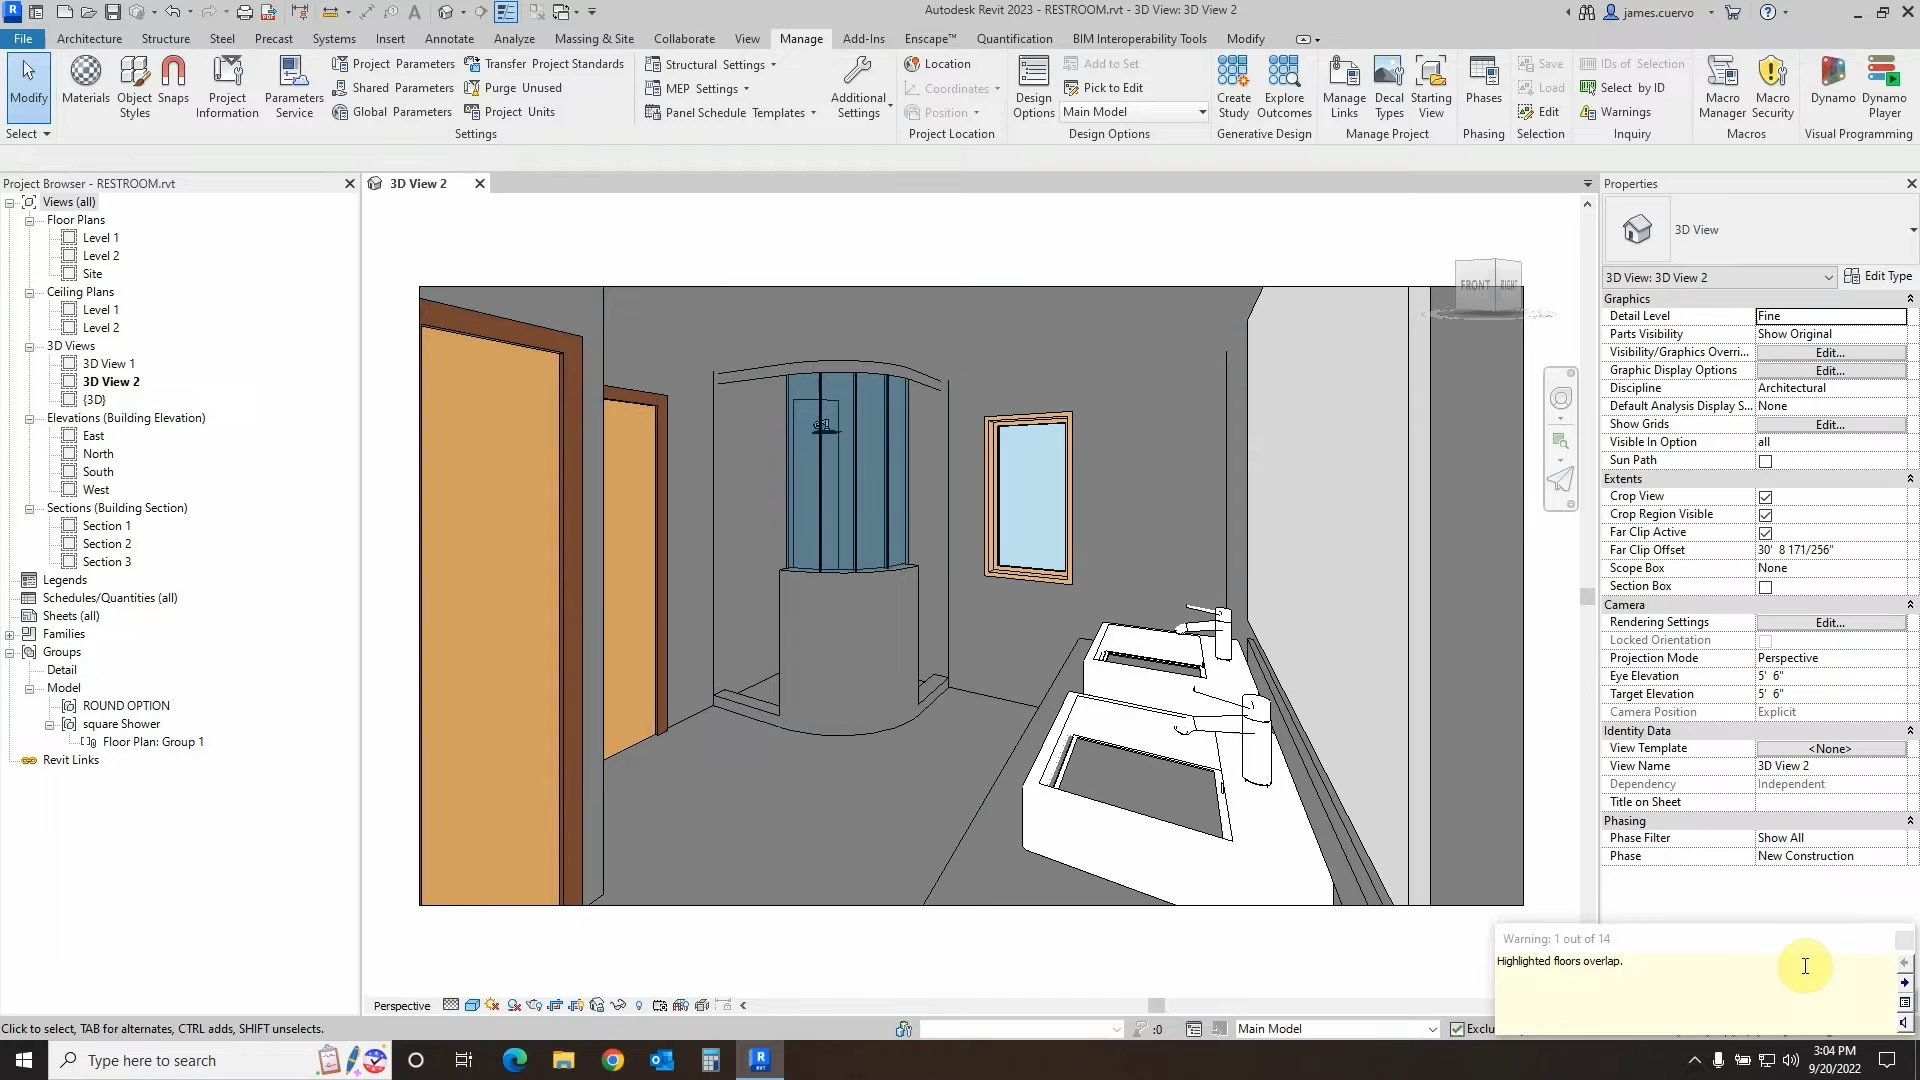 Autodesk Revit 2023 - RESTROOM.rvt - 3D View: 3D View 2
james.cuervo
File Architecture Structure Steel Precast Systems Insert Annotate Analyze Massing & Site Collaborate View Manage Add-Ins Enscape™ Quantification BIM Interoperability Tools Modify
Modify
Select
Materials
Object Styles
Snaps
Project Information
Parameters Service
Project Parameters
Shared Parameters
Global Parameters
Transfer Project Standards
Purge Unused
Project Units
Settings
Structural Settings
MEP Settings
Panel Schedule Templates
Additional Settings
Location
Coordinates
Position
Project Location
Design Options
Add to Set
Pick to Edit
Main Model
Design Options
Create Study
Explore Outcomes
Generative Design
Manage Links
Decal Types
Starting View
Manage Project
Phases
Phasing
Save
Load
Edit
Selection
IDs of Selection
Select by ID
Warnings
Inquiry
Macro Manager
Macro Security
Macros
Dynamo
Dynamo Player
Visual Programming
Project Browser - RESTROOM.rvt
Views (all)
Floor Plans
Level 1
Level 2
Site
Ceiling Plans
Level 1
Level 2
3D Views
3D View 1
3D View 2
{3D}
Elevations (Building Elevation)
East
North
South
West
Sections (Building Section)
Section 1
Section 2
Section 3
Legends
Schedules/Quantities (all)
Sheets (all)
Families
Groups
Detail
Model
ROUND OPTION
square Shower
Floor Plan: Group 1
Revit Links
3D View 2
FRONT RIGHT
Properties
3D View
3D View: 3D View 2 Edit Type
Graphics
Detail Level Fine
Parts Visibility Show Original
Visibility/Graphics Overri... Edit...
Graphic Display Options Edit...
Discipline Architectural
Default Analysis Display S... None
Show Grids Edit...
Visible In Option all
Sun Path
Extents
Crop View
Crop Region Visible
Far Clip Active
Far Clip Offset 30' 8 171/256"
Scope Box None
Section Box
Camera
Rendering Settings Edit...
Locked Orientation
Projection Mode Perspective
Eye Elevation 5' 6"
Target Elevation 5' 6"
Camera Position Explicit
Identity Data
View Template <None>
View Name 3D View 2
Dependency Independent
Title on Sheet
Phasing
Phase Filter Show All
Phase New Construction
Warning: 1 out of 14
Highlighted floors overlap.
Perspective
Click to select, TAB for alternates, CTRL adds, SHIFT unselects.
:0
Main Model
Exclu
Type here to search
3:04 PM
9/20/2022